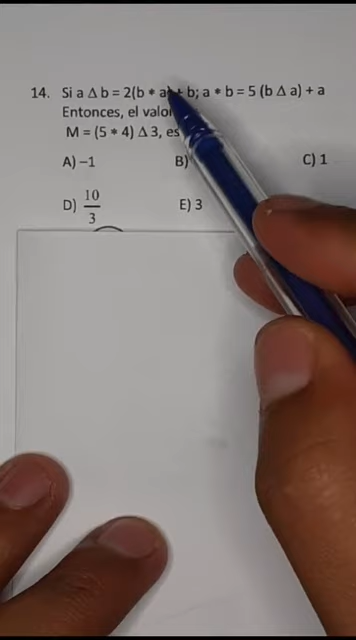 14. Si a Δ b = 2(b * a) + b; a * b = 5 (b Δ a) + a
Entonces, el valor
M = (5 * 4) Δ 3, es
A) –1 B) C) 1
D) 10/3 E) 3